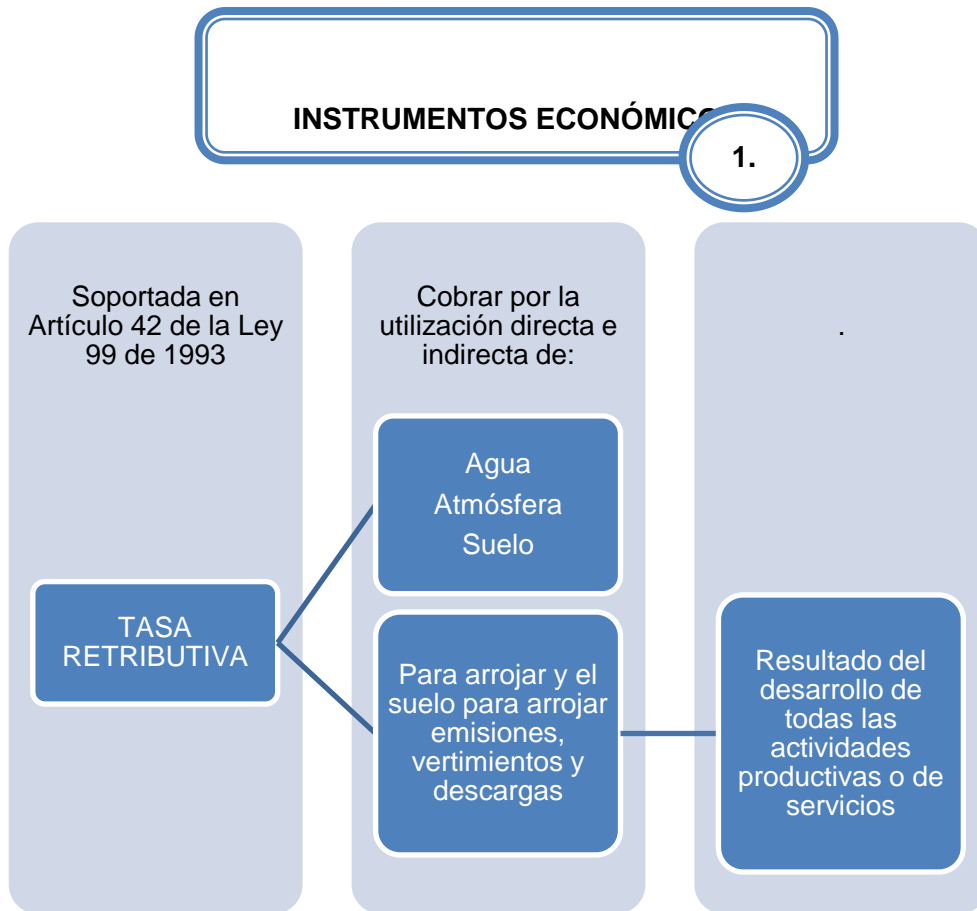 INSTRUMENTOS ECONÓMICO
1.
Soportada en
Artículo 42 de la Ley
99 de 1993
Cobrar por la
utilización directa e
indirecta de:
.
Agua
Atmósfera
Suelo
TASA
RETRIBUTIVA
Para arrojar y el
suelo para arrojar
emisiones,
vertimientos y
descargas
Resultado del
desarrollo de
todas las
actividades
productivas o de
servicios